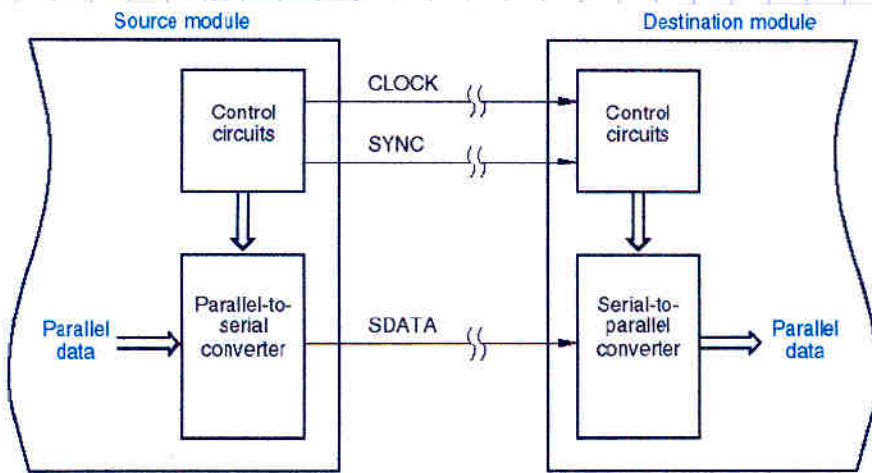 Source module
Destination module
CLOCK
Control
circuits
Control
circuits
SYNC
Parallel-to-
serial
converter
Serial-to-
parallel
converter
SDATA
Parallel
data
Parallel
data